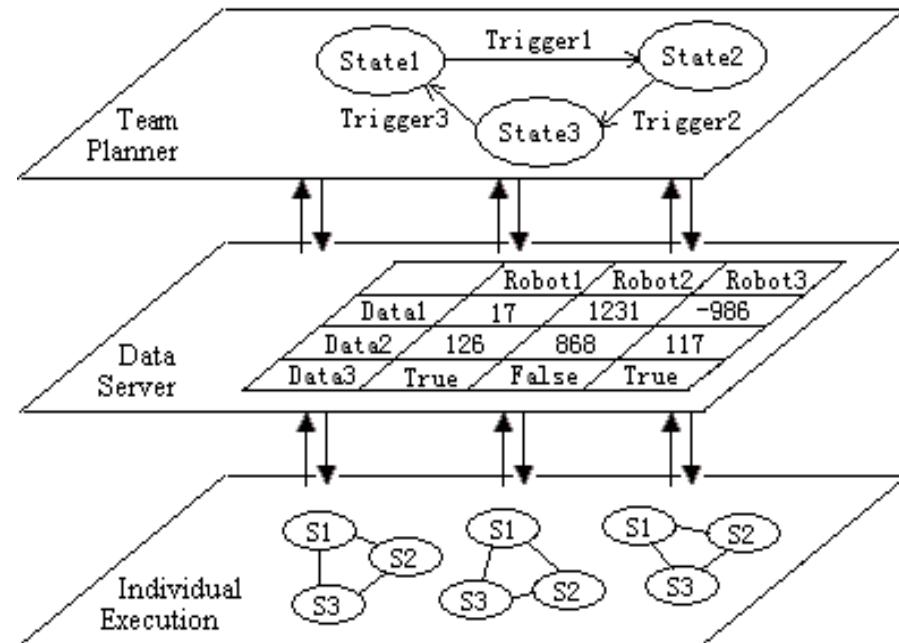 Trigger1
State1
State2
Trigger3
State3
Trigger2
Team
Planner
Robot1 Robot2 Robot3
Data1 17 1231 -986
Data2 126 868 117
Data3 True False True
Data
Server
S1
S2
S3
S1
S2
S3
S1
S2
S3
Individual
Execution